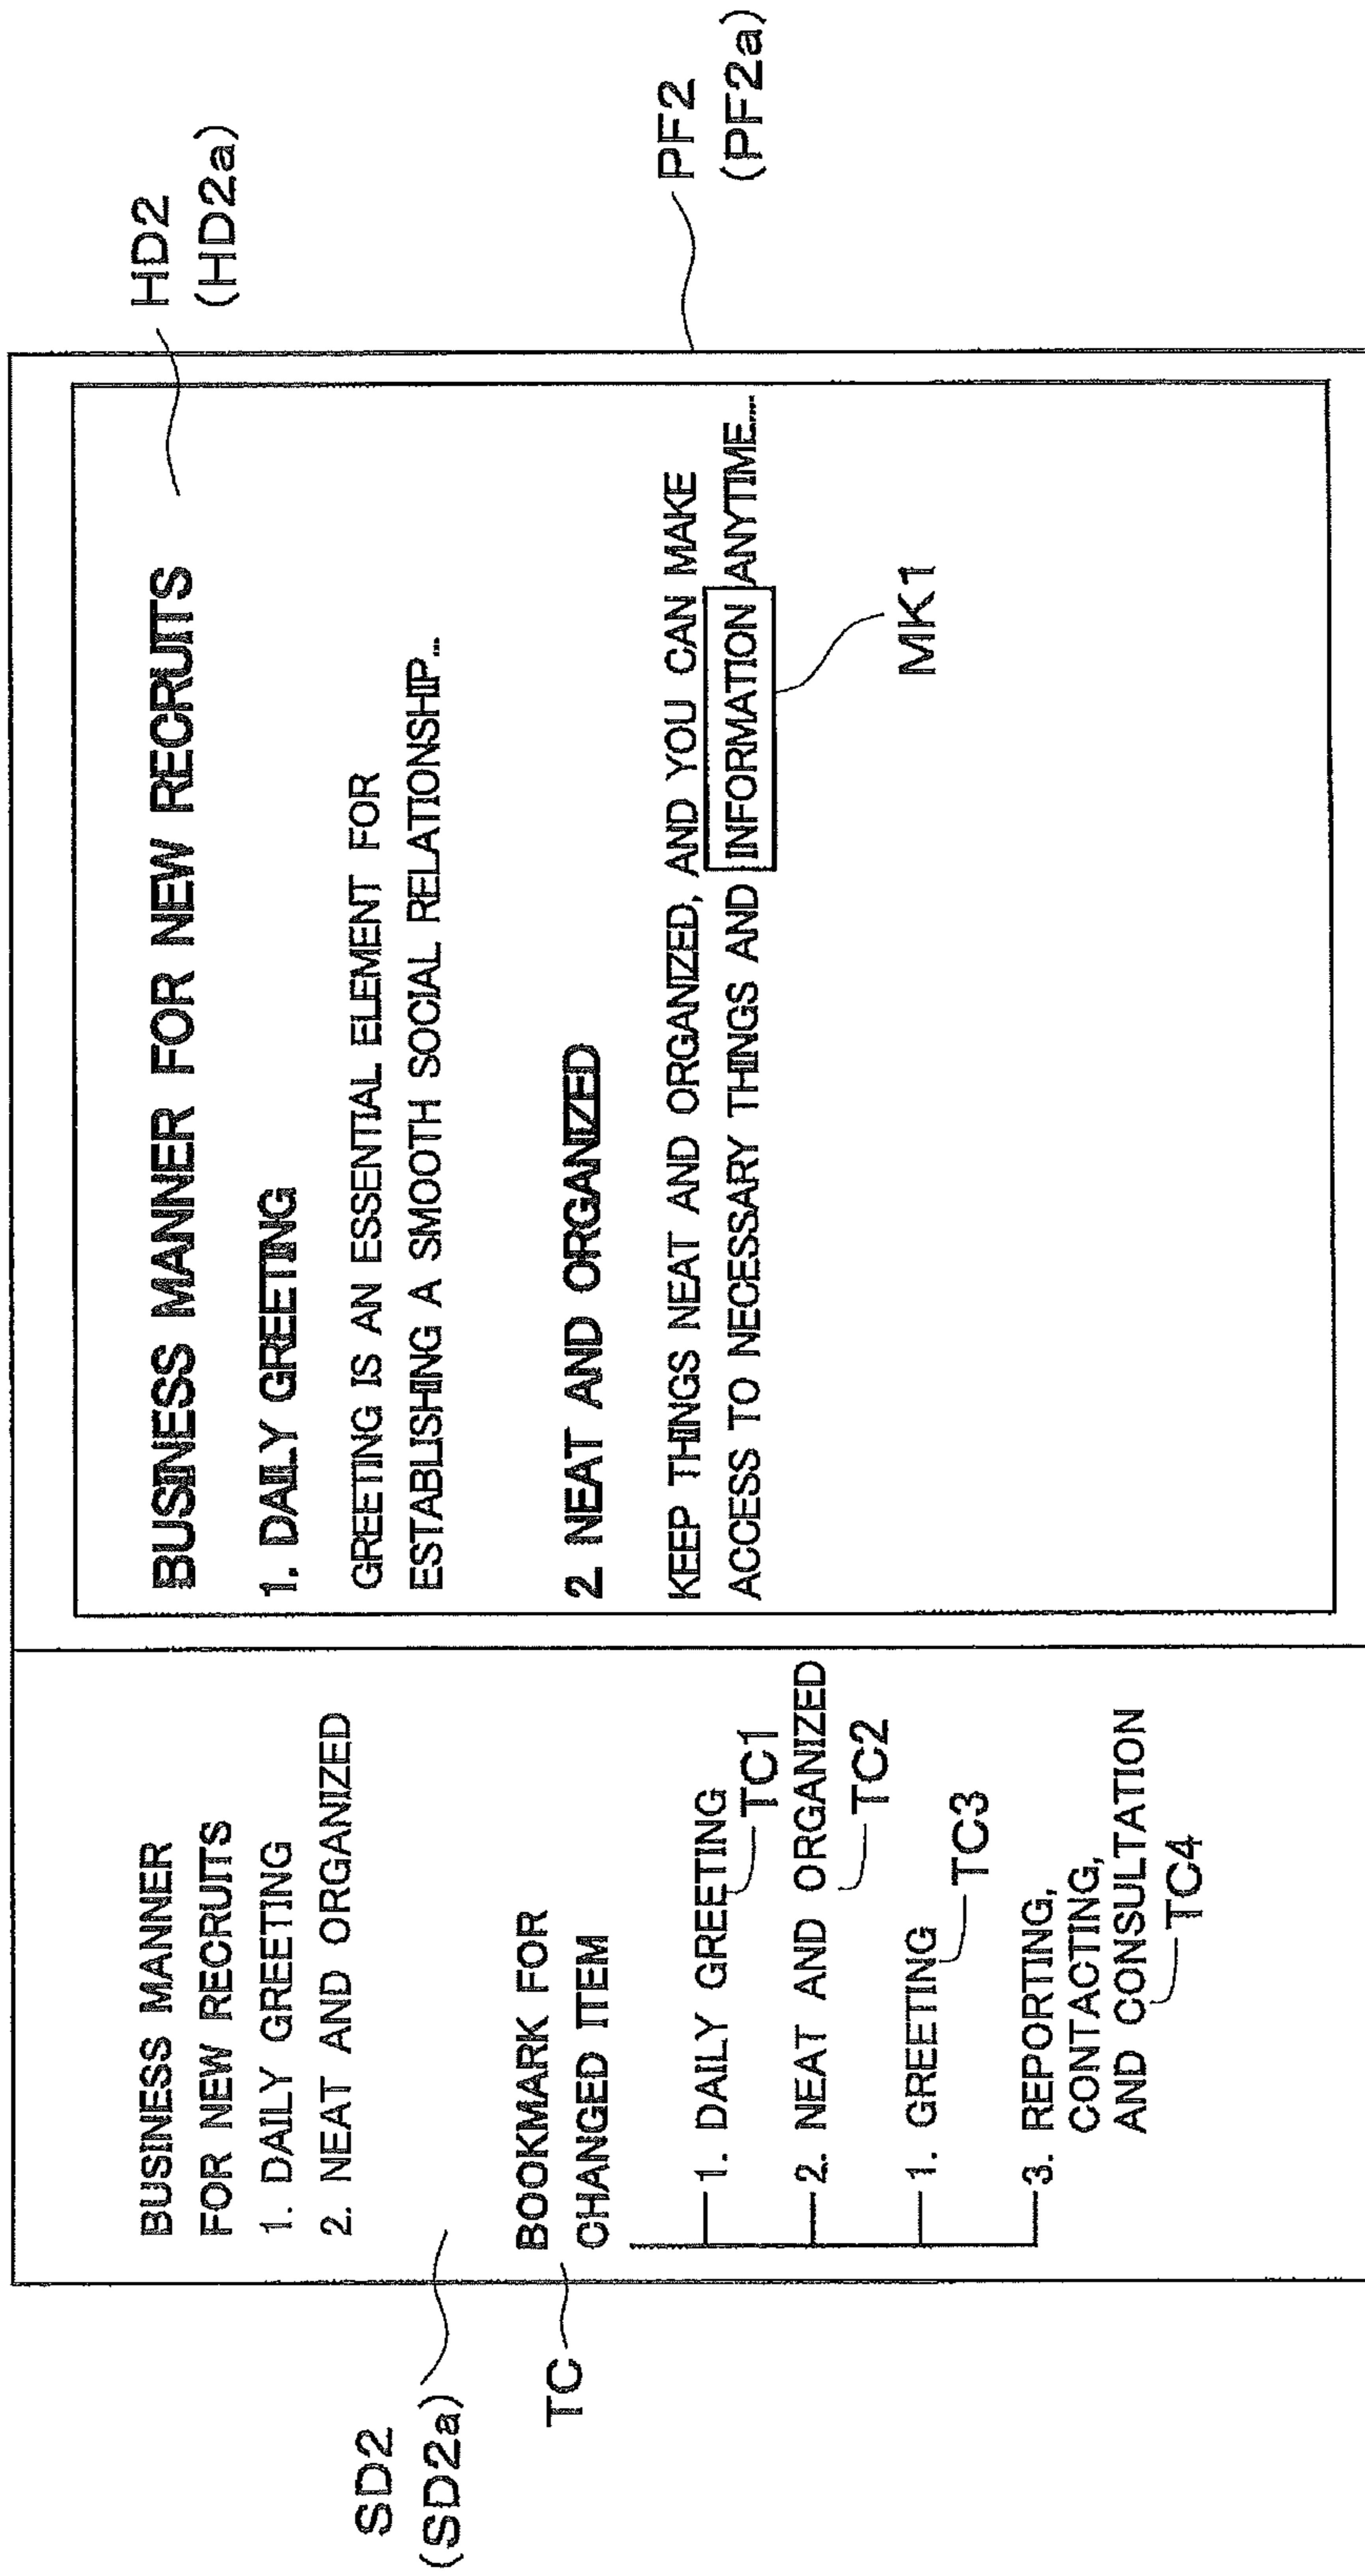 HD2
(HD2a)
PF2
(PF2a)
SD2
(SD2a)
TC
BUSINESS MANNER
FOR NEW RECRUITS
1. DAILY GREETING
2. NEAT AND ORGANIZED
BOOKMARK FOR
CHANGED ITEM
1. DAILY GREETING
TC1
2. NEAT AND ORGANIZED
TC2
1. GREETING
TC3
3. REPORTING,
CONTACTING,
AND CONSULTATION
TC4
BUSINESS MANNER FOR NEW RECRUITS
1. DAILY GREETING
GREETING IS AN ESSENTIAL ELEMENT FOR
ESTABLISHING A SMOOTH SOCIAL RELATIONSHIP...
2 NEAT AND ORGANIZED
KEEP THINGS NEAT AND ORGANIZED, AND YOU CAN MAKE
ACCESS TO NECESSARY THINGS AND INFORMATION ANYTIME....
MK1